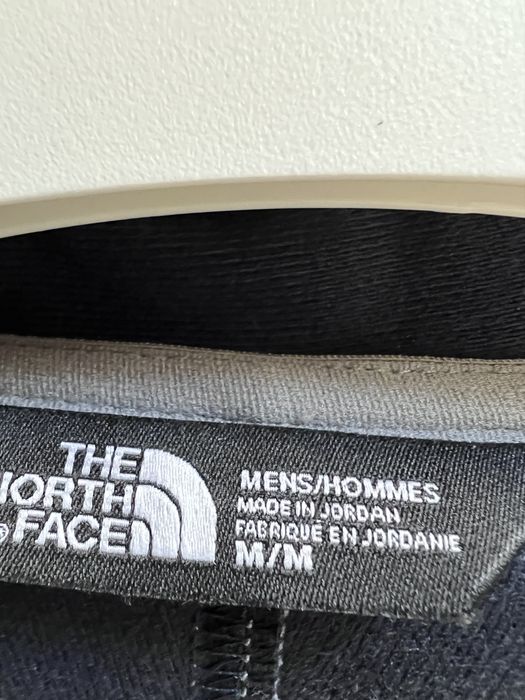 THE
NORTH
® FACE
MENS/HOMMES
MADE IN JORDAN
FABRIQUE EN JORDANIE
M/M